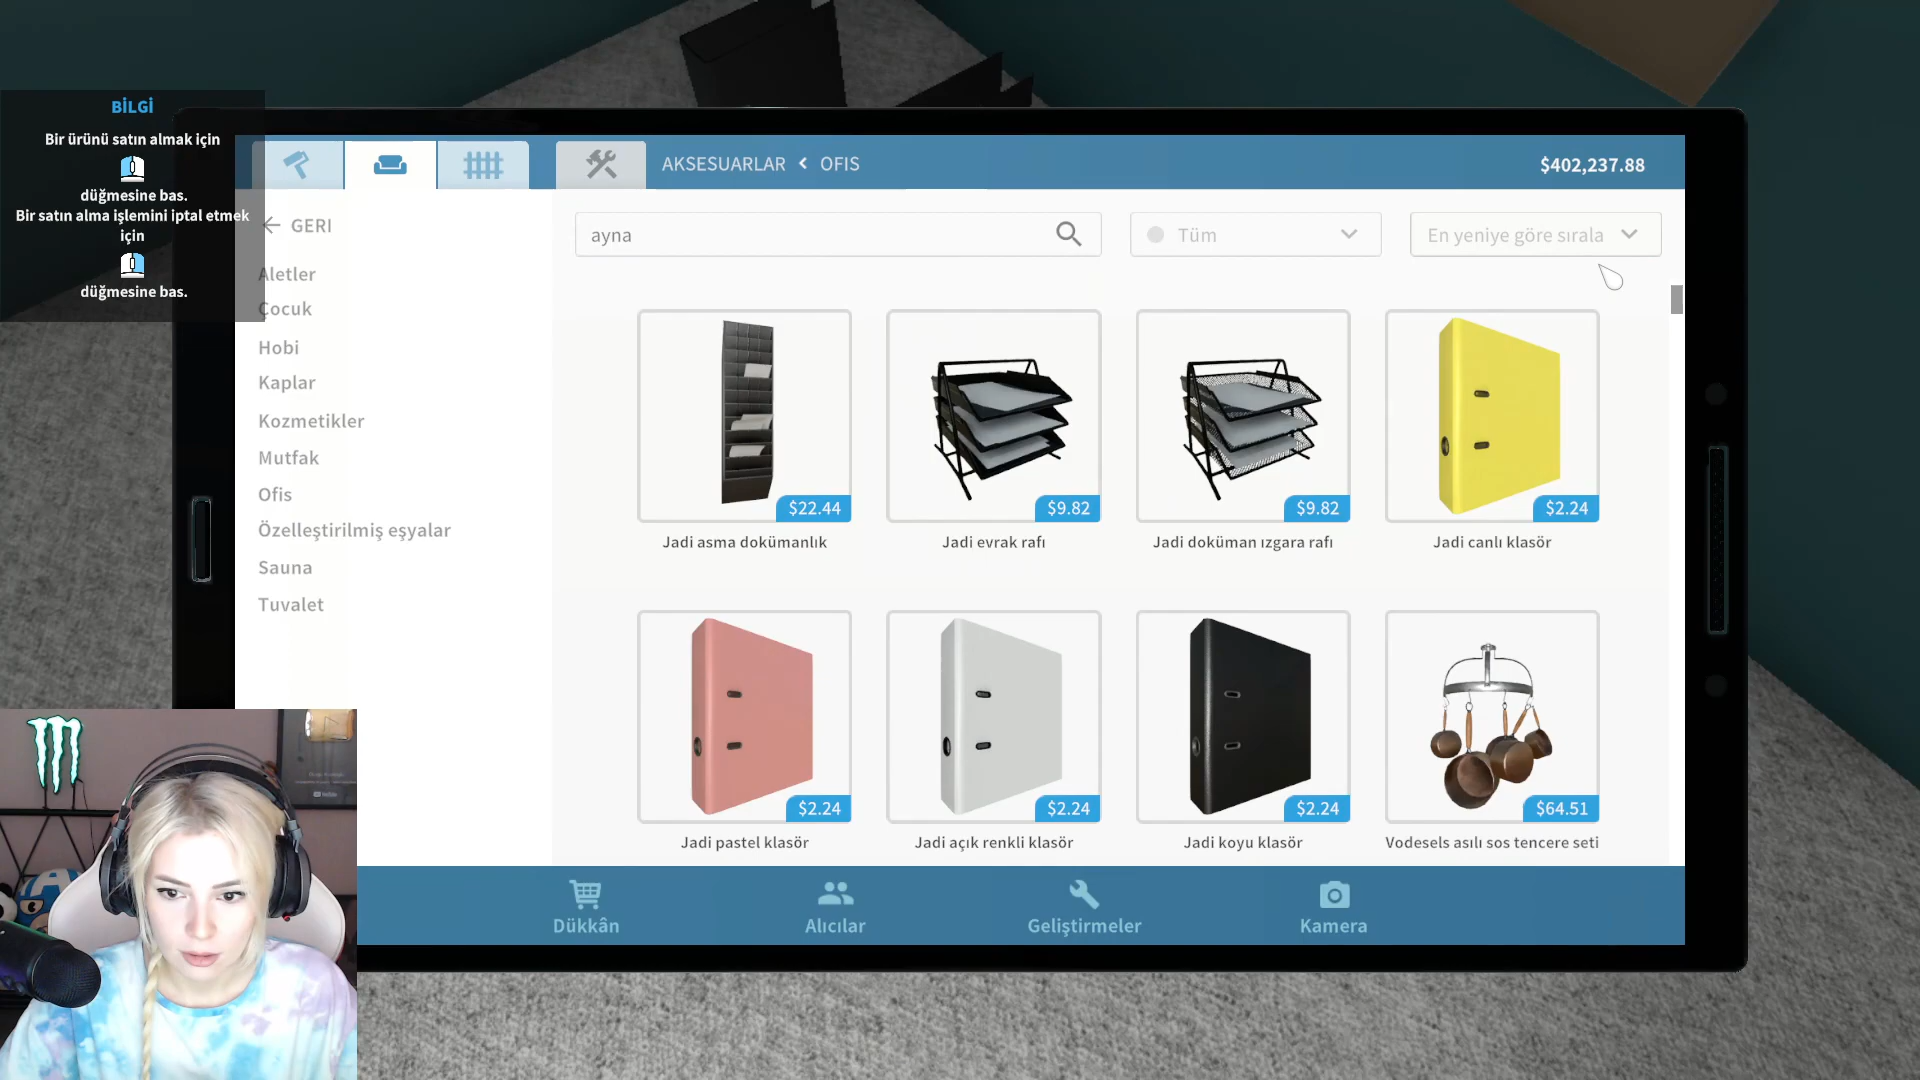 BİLGİ
Bir ürünü satın almak için
düğmesine bas.
Bir satın alma işlemini iptal etmek
için
düğmesine bas.
AKSESUARLAR < OFIS
$402,237.88
GERI
ayna
Tüm
En yeniye göre sırala
Aletler
Çocuk
Hobi
Kaplar
Kozmetikler
Mutfak
Ofis
Özelleştirilmiş eşyalar
Sauna
Tuvalet
$22.44
$9.82
$9.82
$2.24
Jadi asma dokümanlık
Jadi evrak rafı
Jadi doküman ızgara rafı
Jadi canlı klasör
$2.24
$2.24
$2.24
$64.51
Jadi pastel klasör
Jadi açık renkli klasör
Jadi koyu klasör
Vodesels asılı sos tencere seti
Dükkân
Alıcılar
Geliştirmeler
Kamera